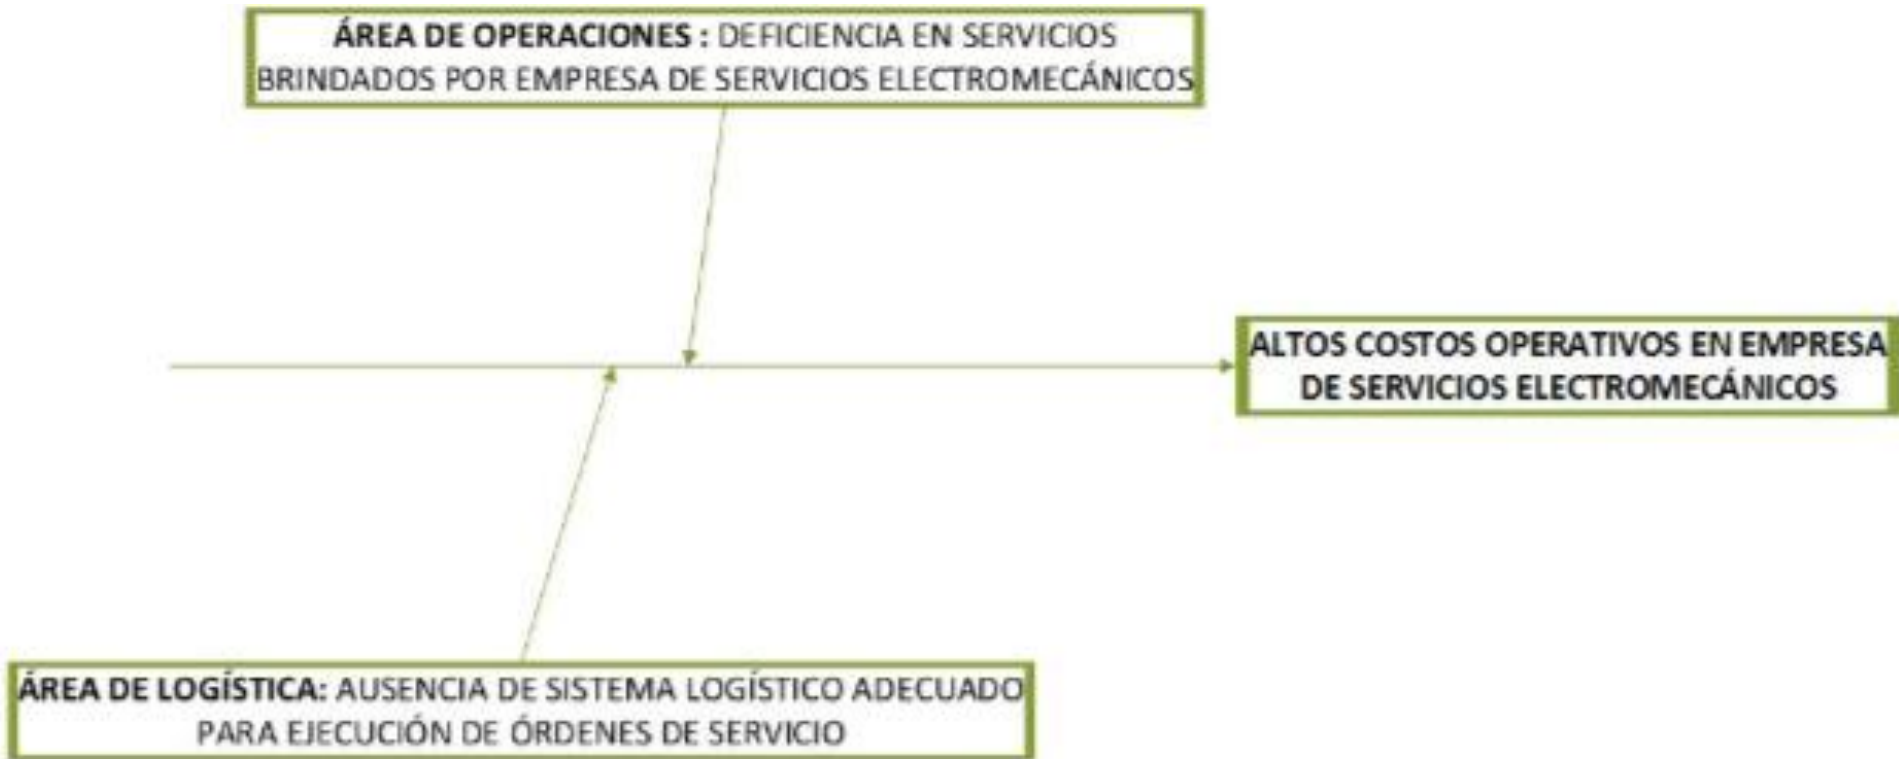 ÁREA DE OPERACIONES : DEFICIENCIA EN SERVICIOS
BRINDADOS POR EMPRESA DE SERVICIOS ELECTROMECÁNICOS
ALTOS COSTOS OPERATIVOS EN EMPRESA
DE SERVICIOS ELECTROMECÁNICOS
ÁREA DE LOGÍSTICA: AUSENCIA DE SISTEMA LOGÍSTICO ADECUADO
PARA EJECUCIÓN DE ÓRDENES DE SERVICIO